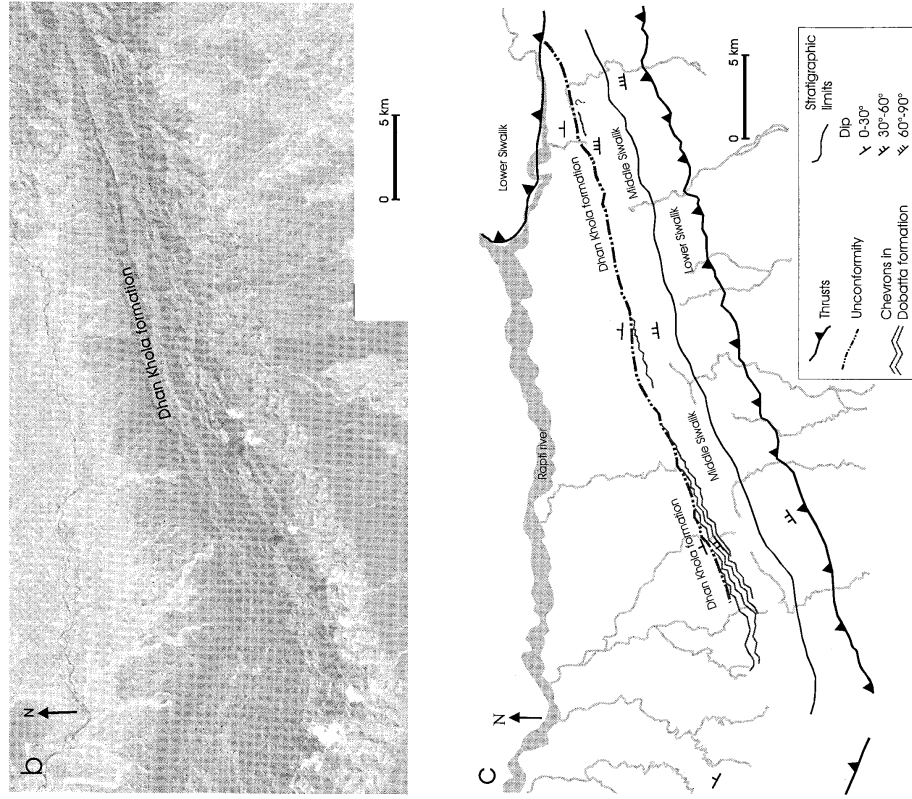 b
N
Dhan Khola formation
0 5 km
c
N
Rapti river
Lower Siwalik
Dhan Khola formation
?
Middle Siwalik
Lower Siwalik
Dhan Khola formation
Middle Siwalik
0 5 km
Thrusts
Unconformity
Chevrons in
Dobatta formation
Stratigraphic
limits
Dip
0-30°
30°-60°
60°-90°